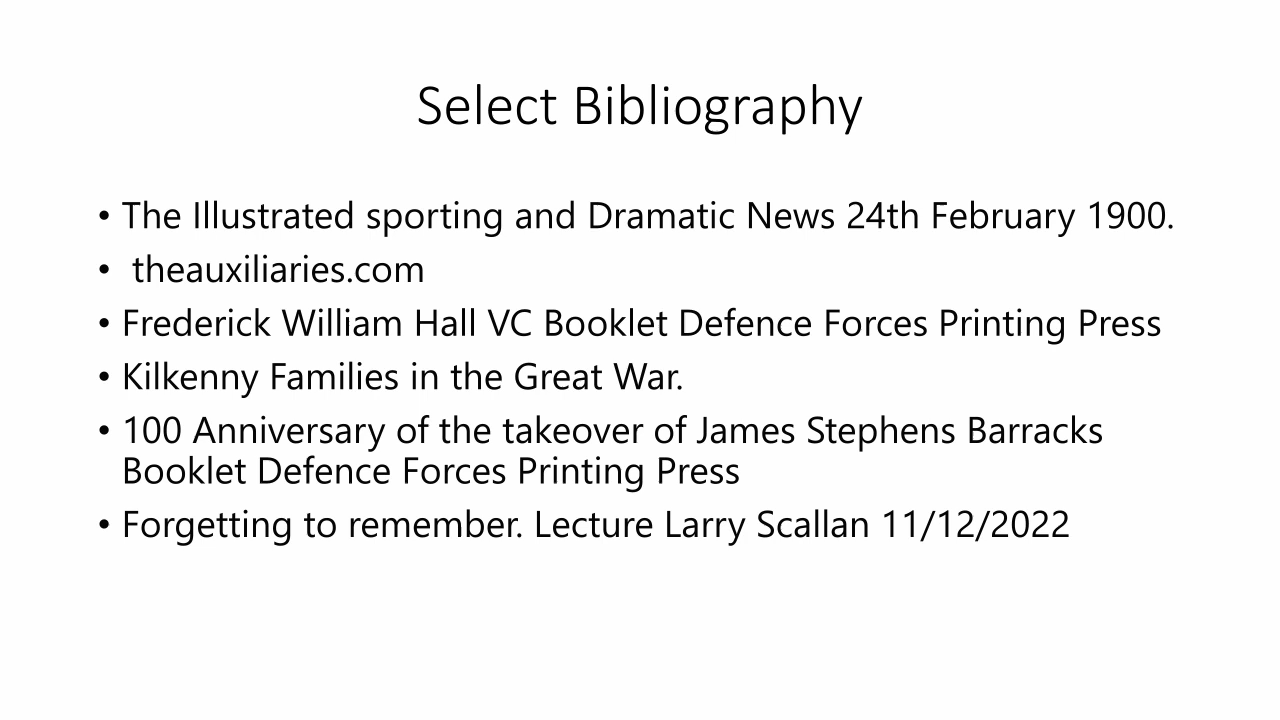 Select Bibliography
• The Illustrated sporting and Dramatic News 24th February 1900.
• theauxiliaries.com
• Frederick William Hall VC Booklet Defence Forces Printing Press
• Kilkenny Families in the Great War.
• 100 Anniversary of the takeover of James Stephens Barracks
Booklet Defence Forces Printing Press
• Forgetting to remember. Lecture Larry Scallan 11/12/2022